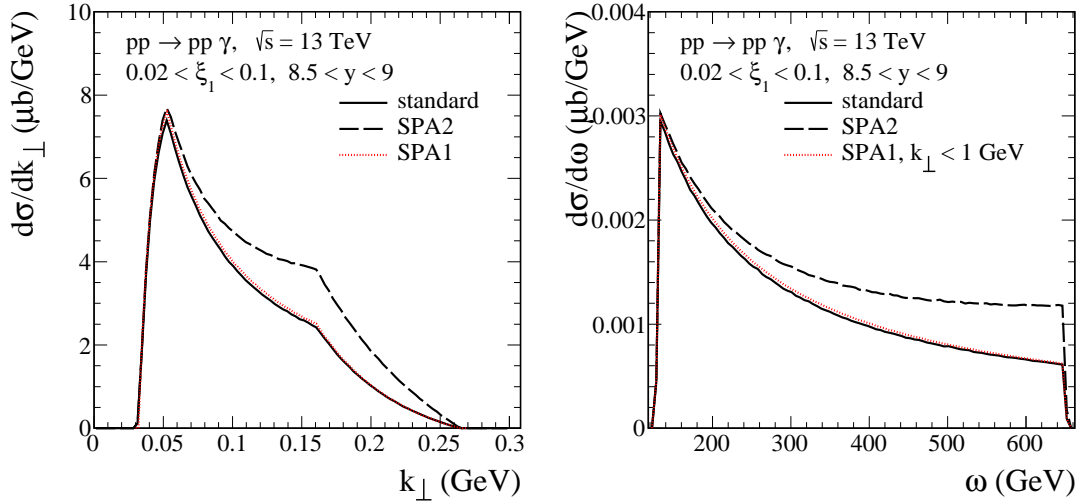 dσ/dk⊥ (μb/GeV)
10
8
6
4
2
0
pp → pp γ, √s = 13 TeV
0.02 < ξ1 < 0.1, 8.5 < y < 9
standard
SPA2
SPA1
0 0.05 0.1 0.15 0.2 0.25 0.3
k⊥ (GeV)
dσ/dω (μb/GeV)
0.004
0.003
0.002
0.001
0
pp → pp γ, √s = 13 TeV
0.02 < ξ1 < 0.1, 8.5 < y < 9
standard
SPA2
SPA1, k⊥ < 1 GeV
200 300 400 500 600
ω (GeV)